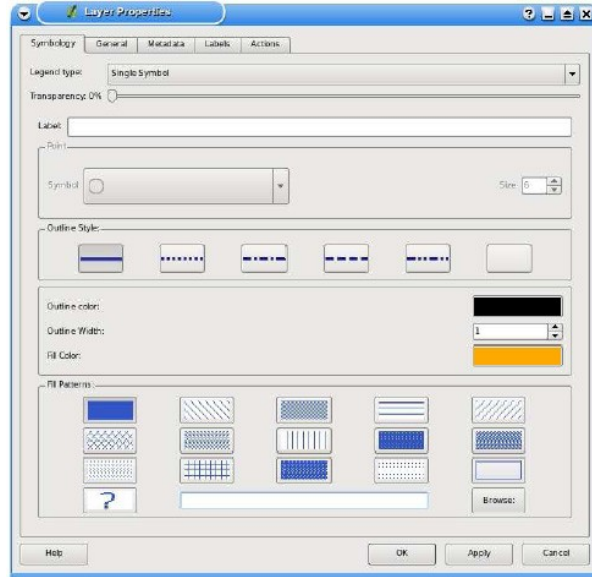 Layer Properties
Symbology General Metadata Labels Actions
Legend type: Single Symbol
Transparency: 0%
Label:
Point
Symbol Size 6
Outline Style:
Outline color:
Outline Width: 1
Fill Color:
Fill Patterns:
?
Browse:
Help OK Apply Cancel